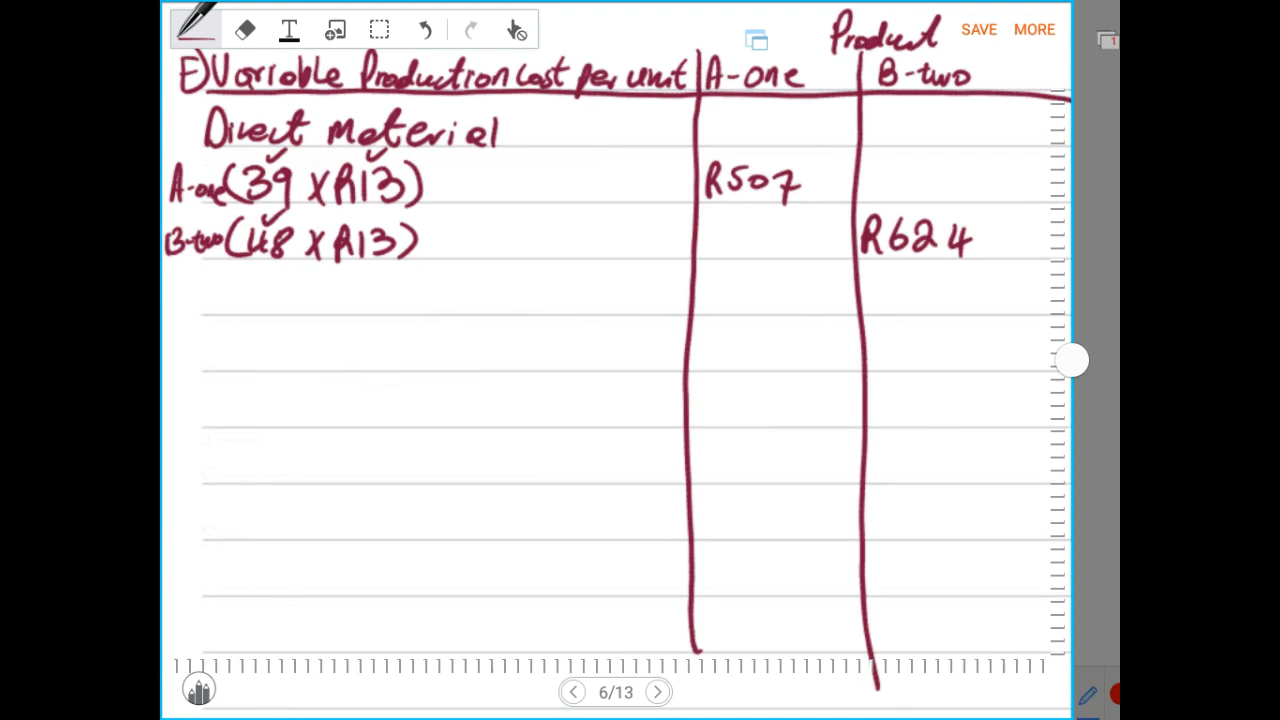 T
SAVE MORE
1
Product
E) Variable Production Cost per unit A-one B-two
Direct Material
A-one (39 X R13) R507
B-two (48 X R13) R624
6/13